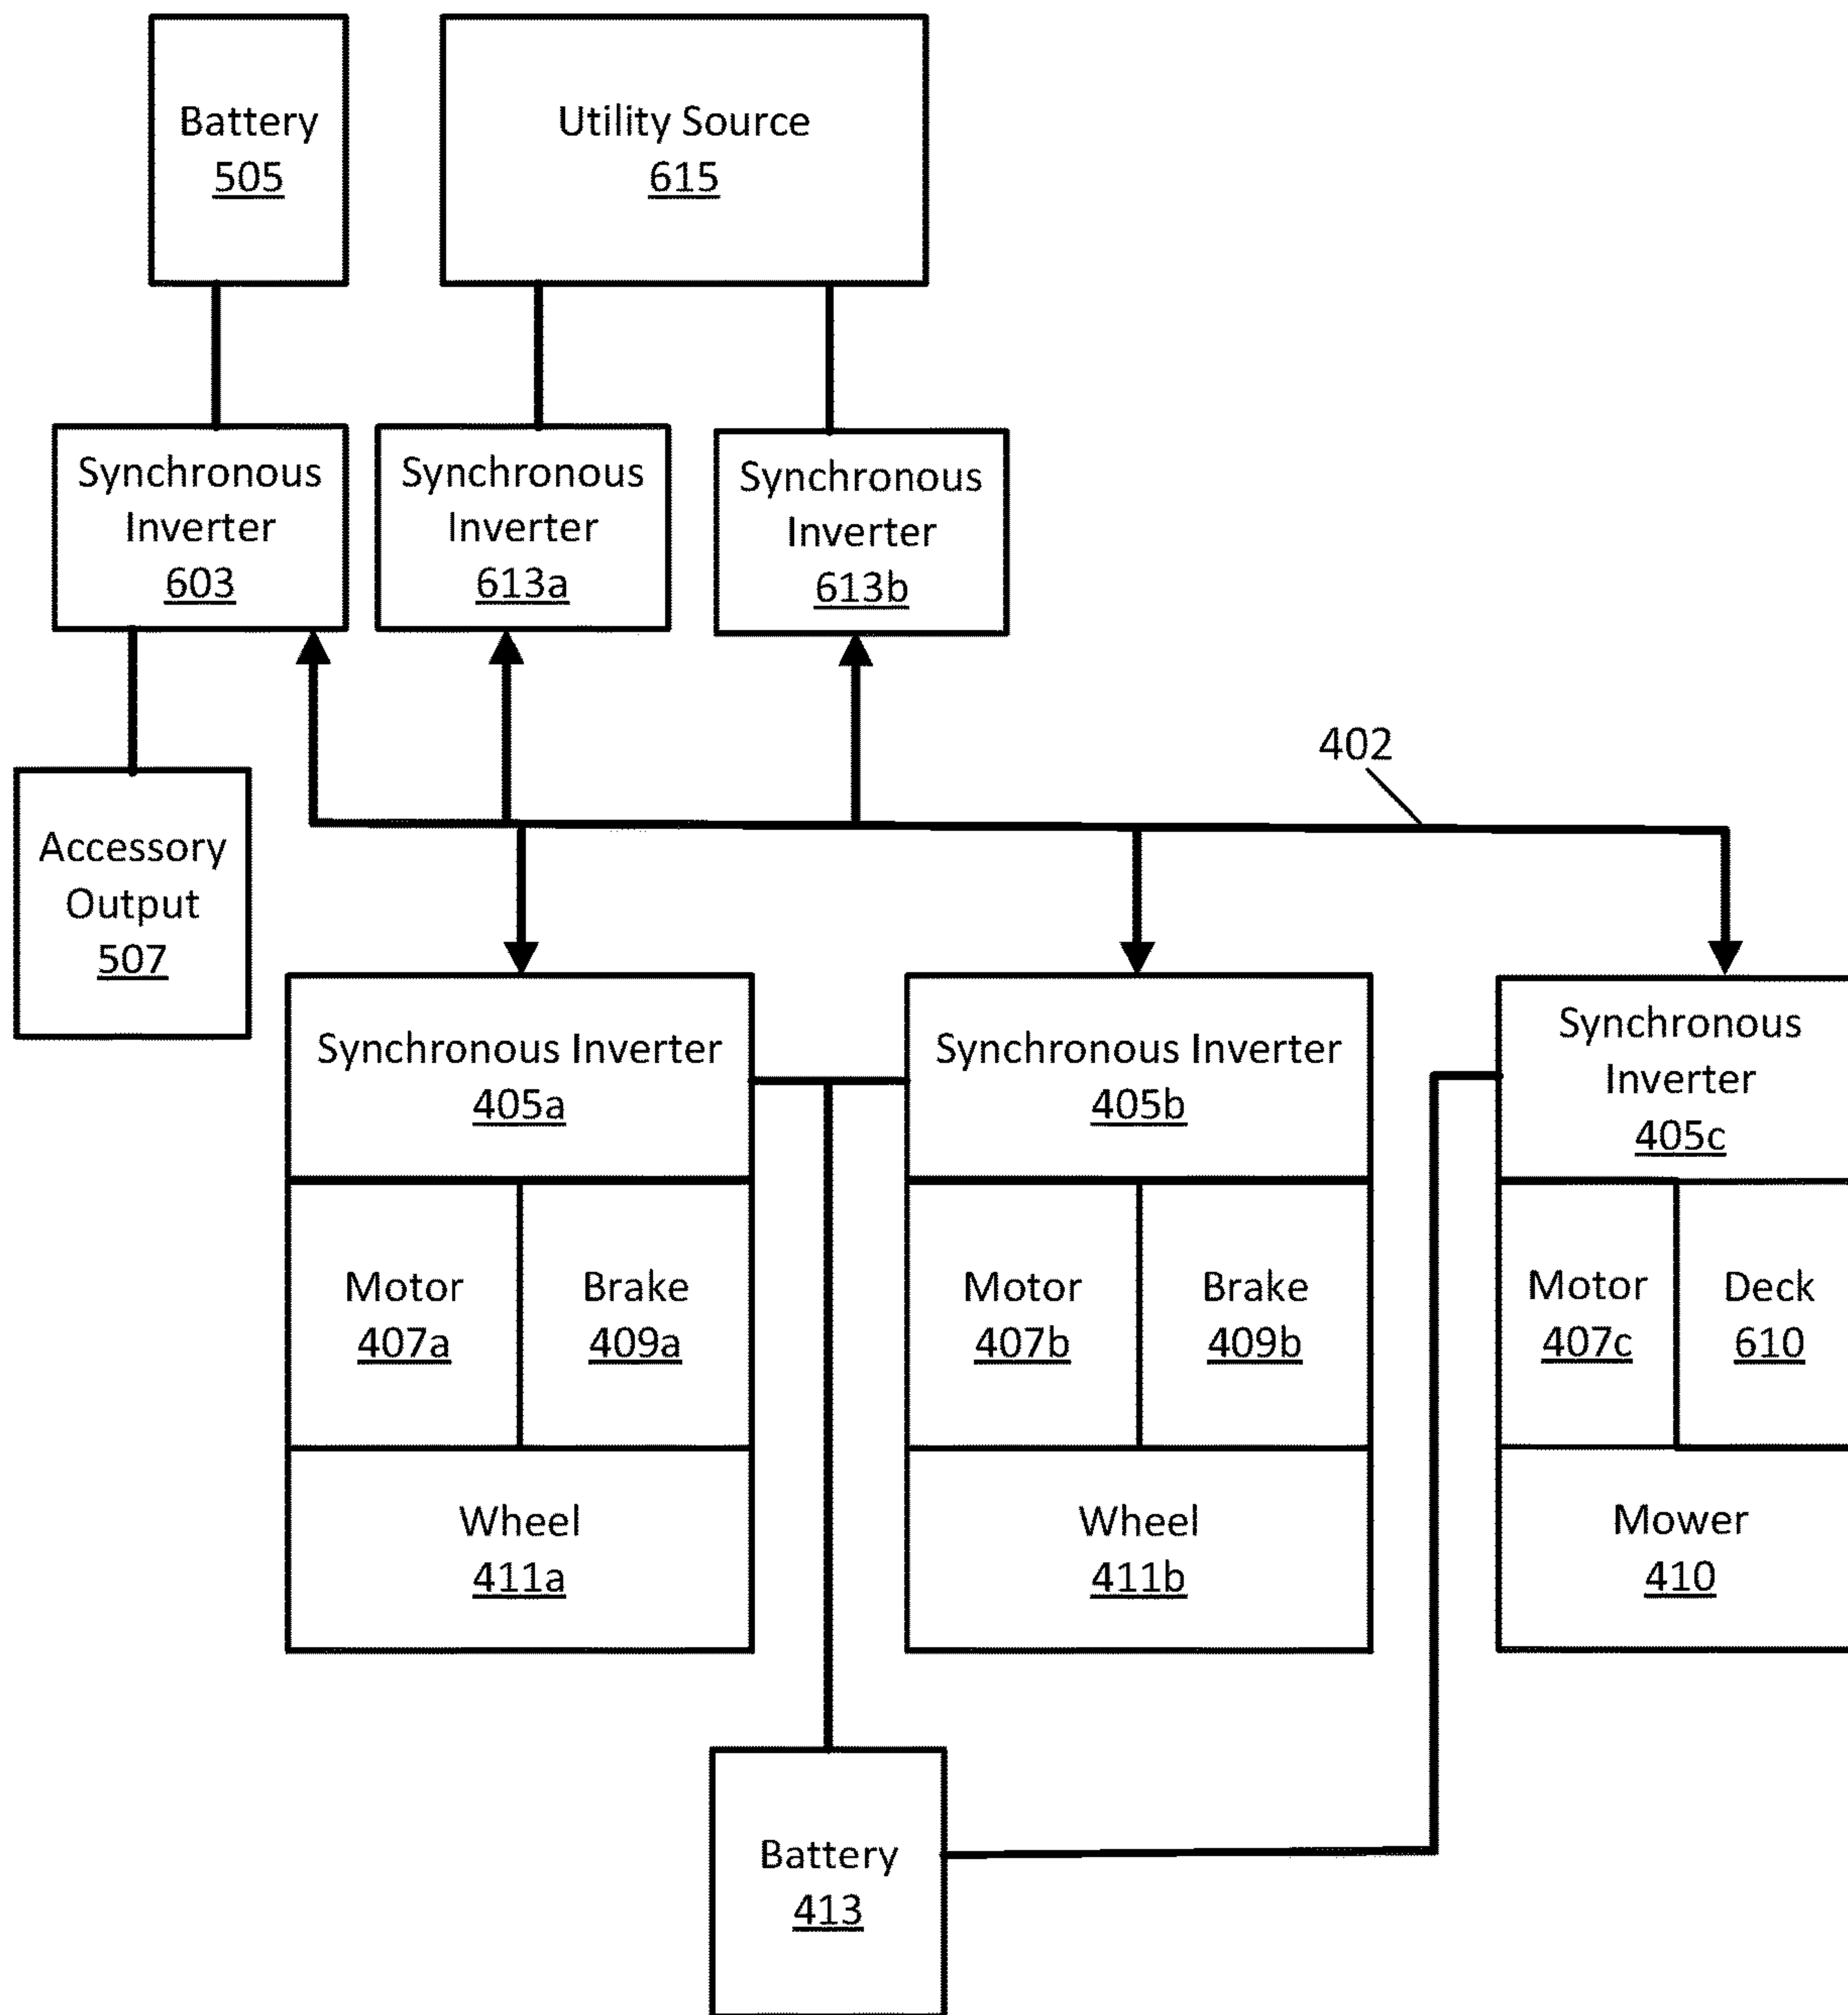 Battery
505
Utility Source
615
Synchronous
Inverter
603
Synchronous
Inverter
613a
Synchronous
Inverter
613b
402
Accessory
Output
507
Synchronous Inverter
405a
Synchronous Inverter
405b
Synchronous
Inverter
405c
Motor
407a
Brake
409a
Motor
407b
Brake
409b
Motor
407c
Deck
610
Wheel
411a
Wheel
411b
Mower
410
Battery
413